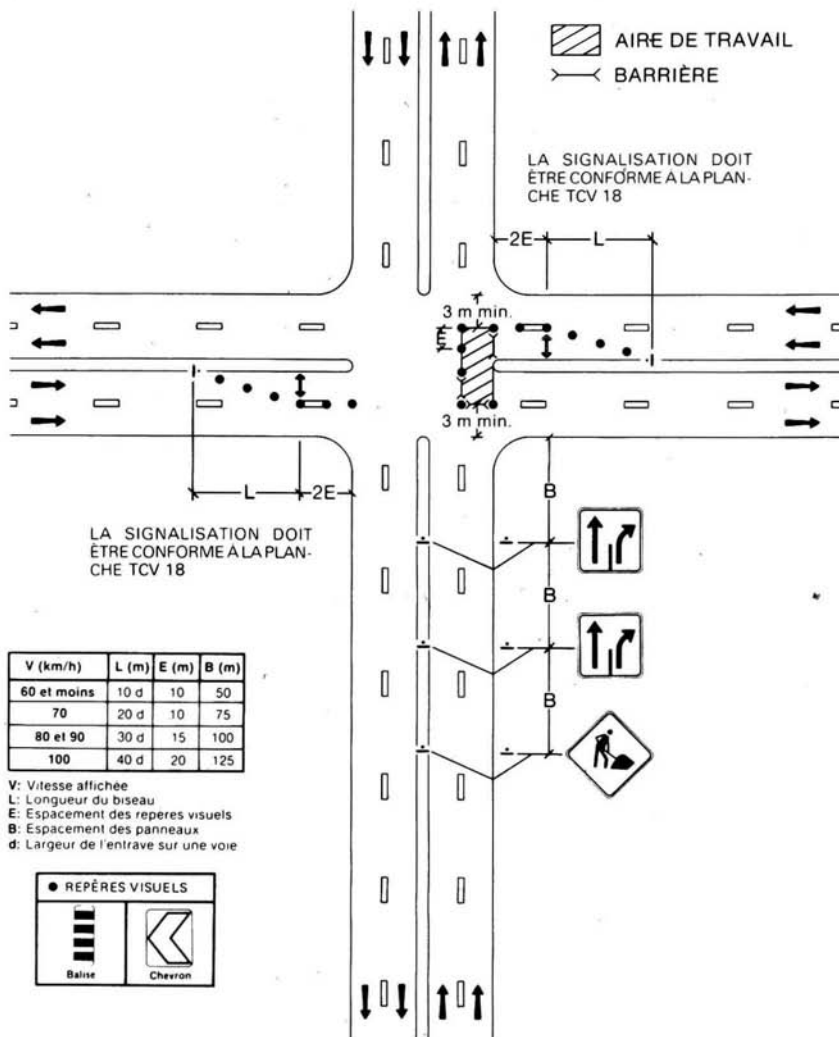 AIRE DE TRAVAIL
BARRIÈRE
LA SIGNALISATION DOIT
ÊTRE CONFORME À LA PLAN-
CHE TCV 18
2E
L
3 m min.
E
3 m min.
L
2E
B
LA SIGNALISATION DOIT
ÊTRE CONFORME À LA PLAN-
CHE TCV 18
B
B
V (km/h) L (m) E (m) B (m)
60 et moins 10 d 10 50
70 20 d 10 75
80 et 90 30 d 15 100
100 40 d 20 125
V: Vitesse affichée
L: Longueur du biseau
E: Espacement des repères visuels
B: Espacement des panneaux
d: Largeur de l'entrave sur une voie
REPÈRES VISUELS
Balise Chevron